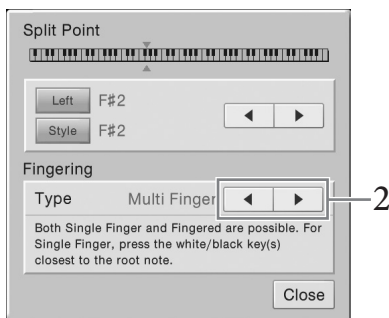 Split Point
Left F#2
Style F#2
Fingering
Type Multi Finger
2
Both Single Finger and Fingered are possible. For
Single Finger, press the white/black key(s)
closest to the root note.
Close